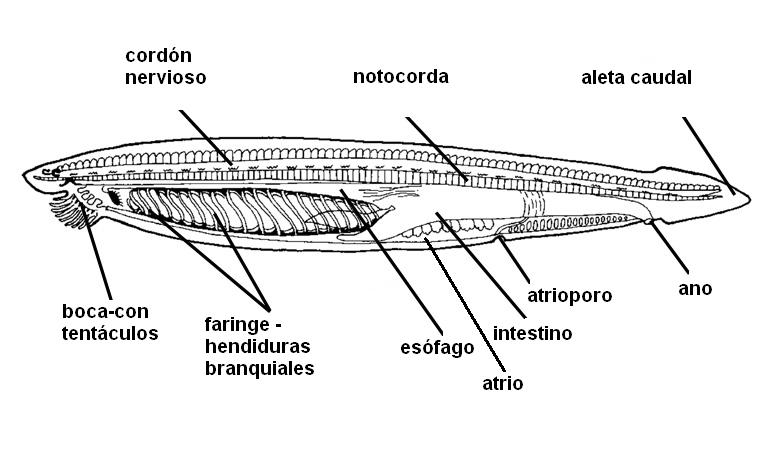 cordón
nervioso
notocorda
aleta caudal
boca-con
tentáculos
faringe -
hendiduras
branquiales
esófago
atrio
intestino
atrioporo
ano